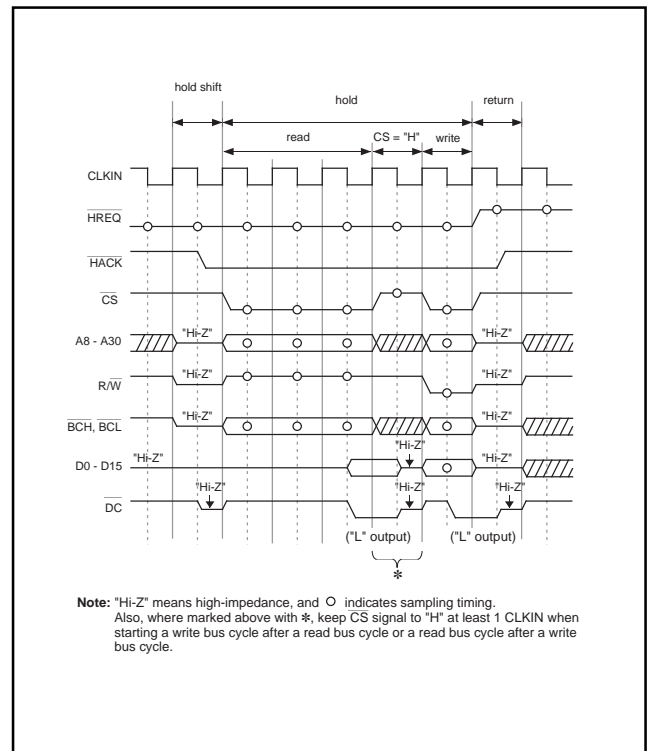 hold shift
hold
return
read
CS = "H"
write
CLKIN
HREQ
HACK
CS
A8 - A30
"Hi-Z"
"Hi-Z"
R/W
"Hi-Z"
"Hi-Z"
BCH, BCL
"Hi-Z"
"Hi-Z"
D0 - D15
"Hi-Z"
"Hi-Z"
"Hi-Z"
DC
"Hi-Z"
"Hi-Z"
"Hi-Z"
("L" output)
("L" output)
*
Note: "Hi-Z" means high-impedance, and O indicates sampling timing.
Also, where marked above with *, keep CS signal to "H" at least 1 CLKIN when
starting a write bus cycle after a read bus cycle or a read bus cycle after a write
bus cycle.